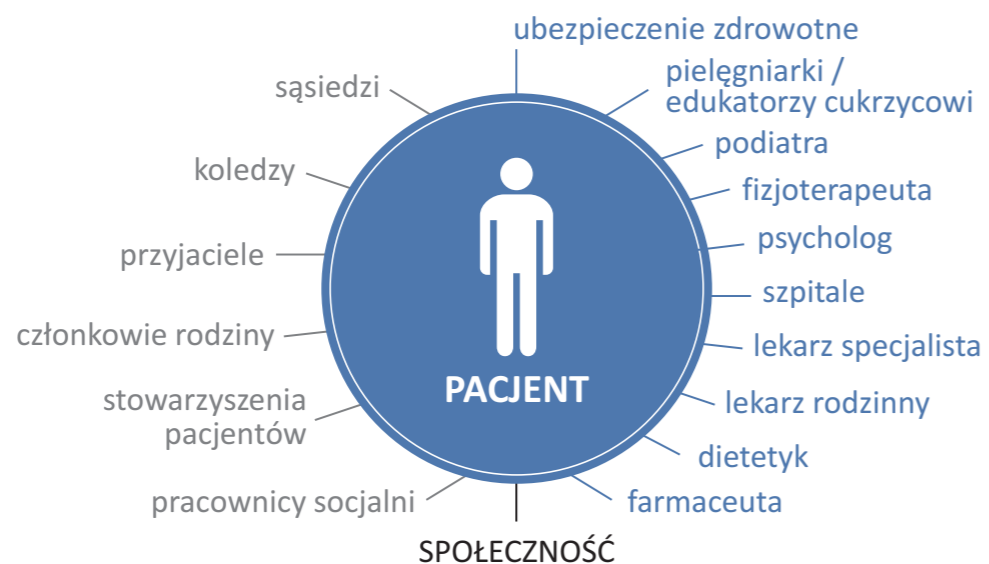 ubezpieczenie zdrowotne
pielęgniarki /
edukatorzy cukrzycowi
podiatra
fizjoterapeuta
psycholog
szpitale
lekarz specjalista
lekarz rodzinny
dietetyk
farmaceuta
SPOŁECZNOŚĆ
pracownicy socjalni
stowarzyszenia
pacjentów
członkowie rodziny
przyjaciele
koledzy
sąsiedzi
PACJENT